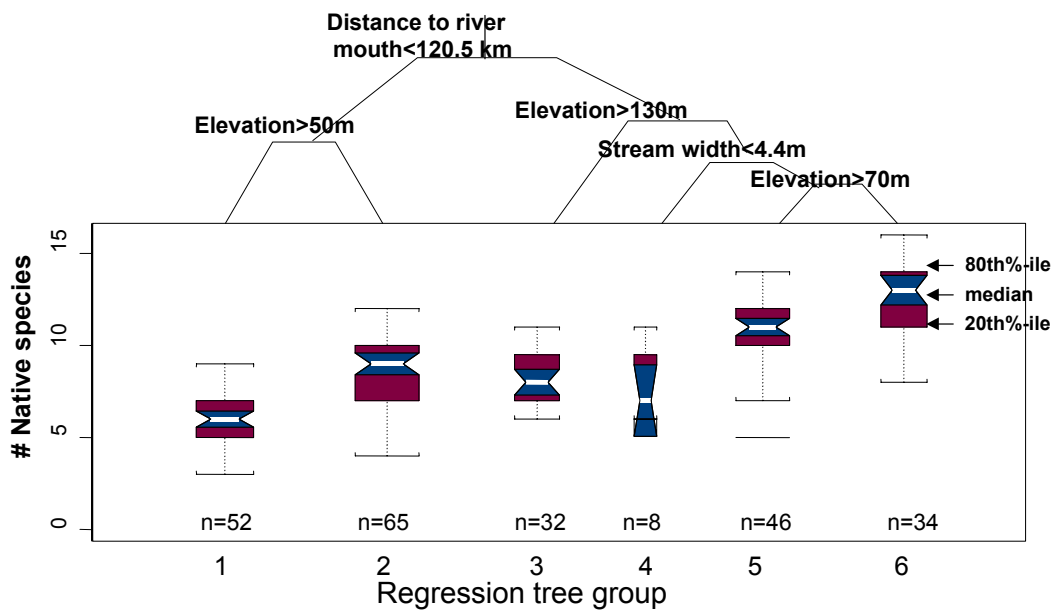 Distance to river
mouth<120.5 km
Elevation>50m
Elevation>130m
Stream width<4.4m
Elevation>70m
# Native species
15
10
5
0
80th%-ile
median
20th%-ile
n=52 n=65 n=32 n=8 n=46 n=34
1 2 3 4 5 6
Regression tree group